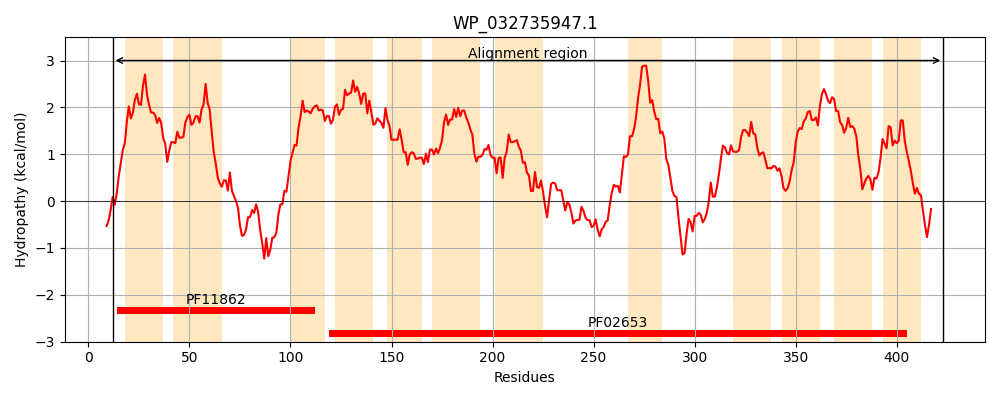 WP_032735947.1
Alignment region
Hydropathy (kcal/mol)
3
2
1
0
−1
−2
−3
PF11862
PF02653
0
50
100
150
200
250
300
350
400
Residues